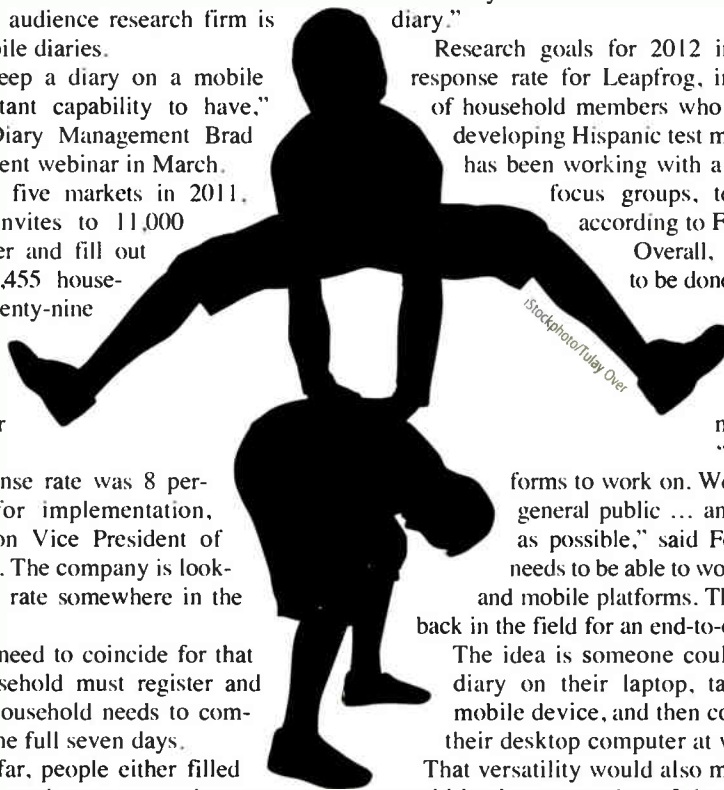 audience research firm is
bile diaries.
eep a diary on a mobile
tant capability to have,”
Diary Management Brad
ent webinar in March.
five markets in 2011.
nvites to 11,000
er and fill out
,455 house-
enty-nine
r
nse rate was 8 per-
for implementation,
on Vice President of
. The company is look-
rate somewhere in the
need to coincide for that
sehold must register and
ousehold needs to com-
he full seven days.
far, people either filled
diary.”
Research goals for 2012 i
response rate for Leapfrog, i
of household members who
developing Hispanic test m
has been working with a
focus groups, t
according to F
Overall,
to be done
iStockphoto/Tulay Over
n
“
forms to work on. We
general public ... an
as possible,” said F
needs to be able to wo
and mobile platforms. Th
back in the field for an end-to-
The idea is someone coul
diary on their laptop, ta
mobile device, and then co
their desktop computer at v
That versatility would also m